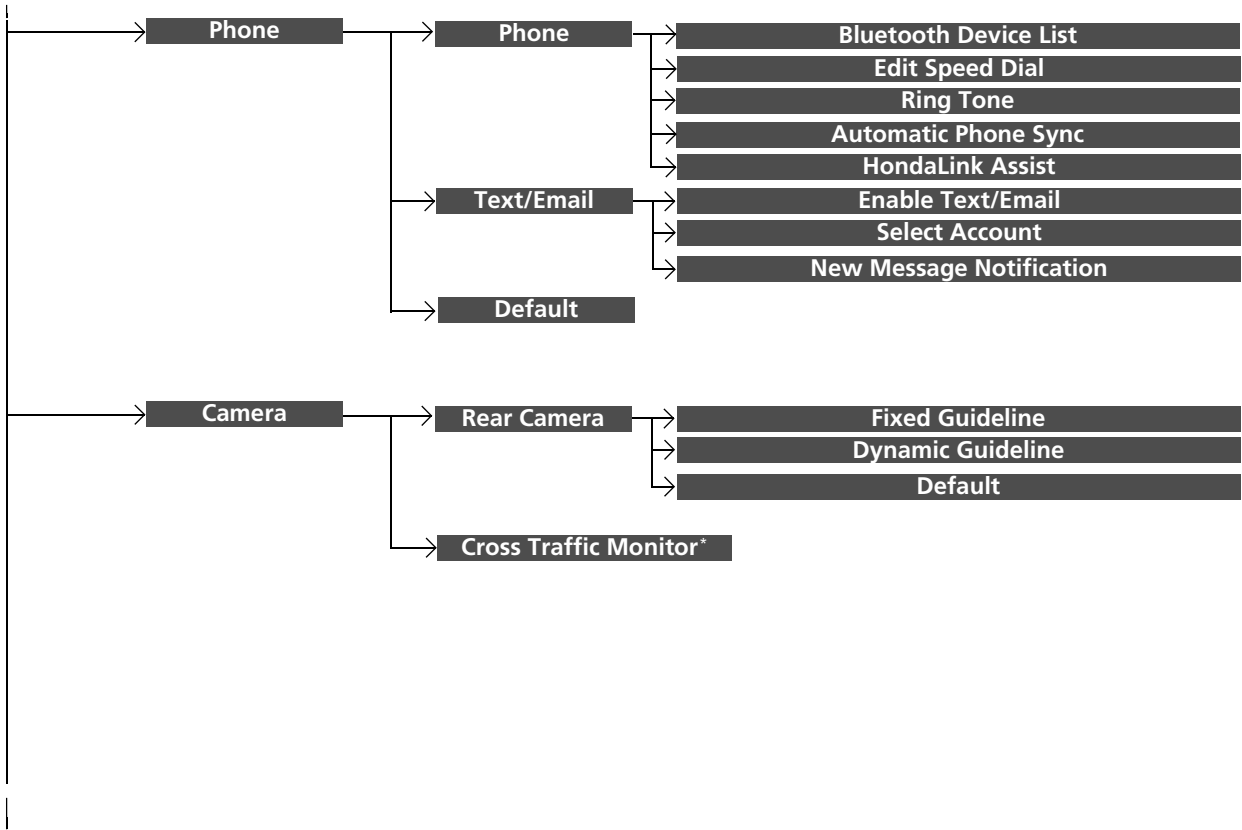 Phone
Phone
Bluetooth Device List
Edit Speed Dial
Ring Tone
Automatic Phone Sync
HondaLink Assist
Text/Email
Enable Text/Email
Select Account
New Message Notification
Default
Camera
Rear Camera
Fixed Guideline
Dynamic Guideline
Default
Cross Traffic Monitor*